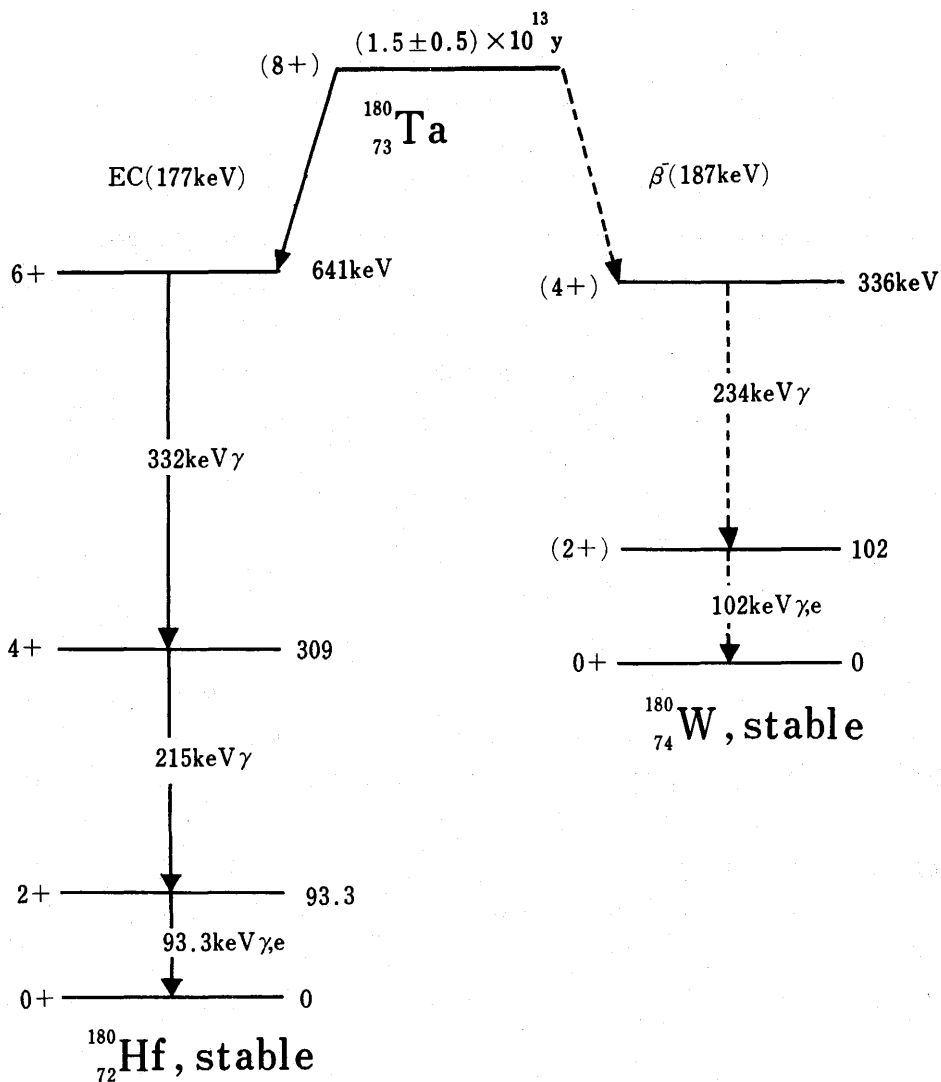 (8+) (1.5±0.5)×10¹³y
¹⁸⁰₇₃Ta
EC(177keV) β⁻(187keV)
6+ 641keV
(4+) 336keV
234keVγ
332keVγ
(2+) 102
102keVγ,e
4+ 309
0+ 0
¹⁸⁰₇₄W, stable
215keVγ
2+ 93.3
93.3keVγ,e
0+ 0
¹⁸⁰₇₂Hf, stable